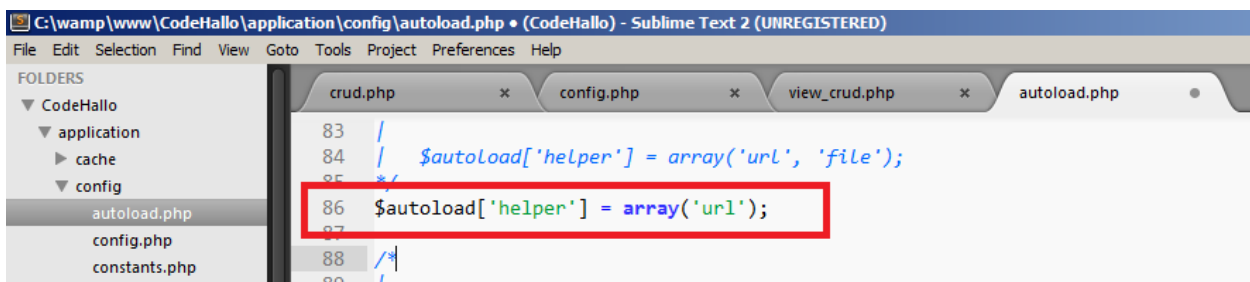 C:\wamp\www\CodeHallo\application\config\autoload.php • (CodeHallo) - Sublime Text 2 (UNREGISTERED)
File Edit Selection Find View Goto Tools Project Preferences Help
FOLDERS
CodeHallo
application
cache
config
autoload.php
config.php
constants.php
crud.php × config.php × view_crud.php × autoload.php •
83 |
84 | $autoload['helper'] = array('url', 'file');
85 */
86 $autoload['helper'] = array('url');
87
88 /*
89 |